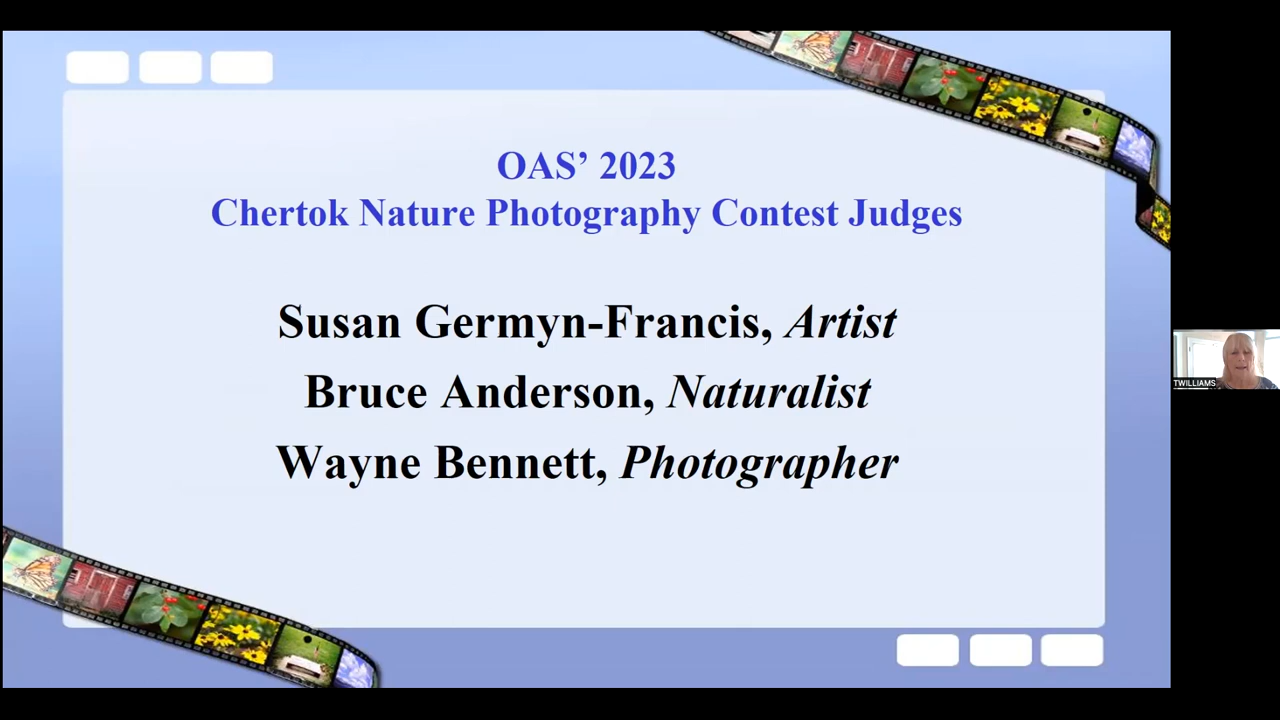 OAS’ 2023
Chertok Nature Photography Contest Judges
Susan Germyn-Francis, Artist
Bruce Anderson, Naturalist
Wayne Bennett, Photographer
TWILLIAMS